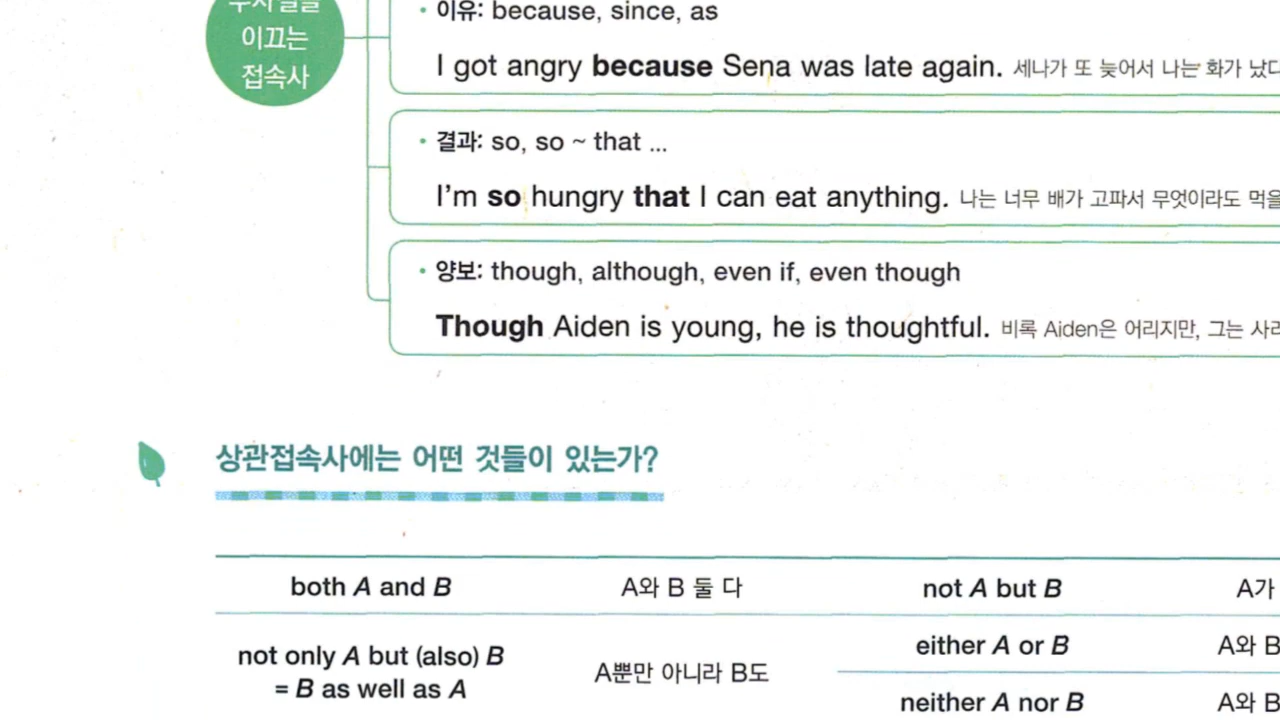 이끄는
접속사
• 이유: because, since, as
I got angry because Sena was late again. 세나가 또 늦어서 나는 화가 났다
• 결과: so, so ~ that ...
I'm so hungry that I can eat anything. 나는 너무 배가 고파서 무엇이라도 먹을
• 양보: though, although, even if, even though
Though Aiden is young, he is thoughtful. 비록 Aiden은 어리지만, 그는
상관접속사에는 어떤 것들이 있는가?
both A and B A와 B 둘 다 not A but B A가
not only A but (also) B
= B as well as A
A뿐만 아니라 B도
either A or B A와 B
neither A nor B A와 B